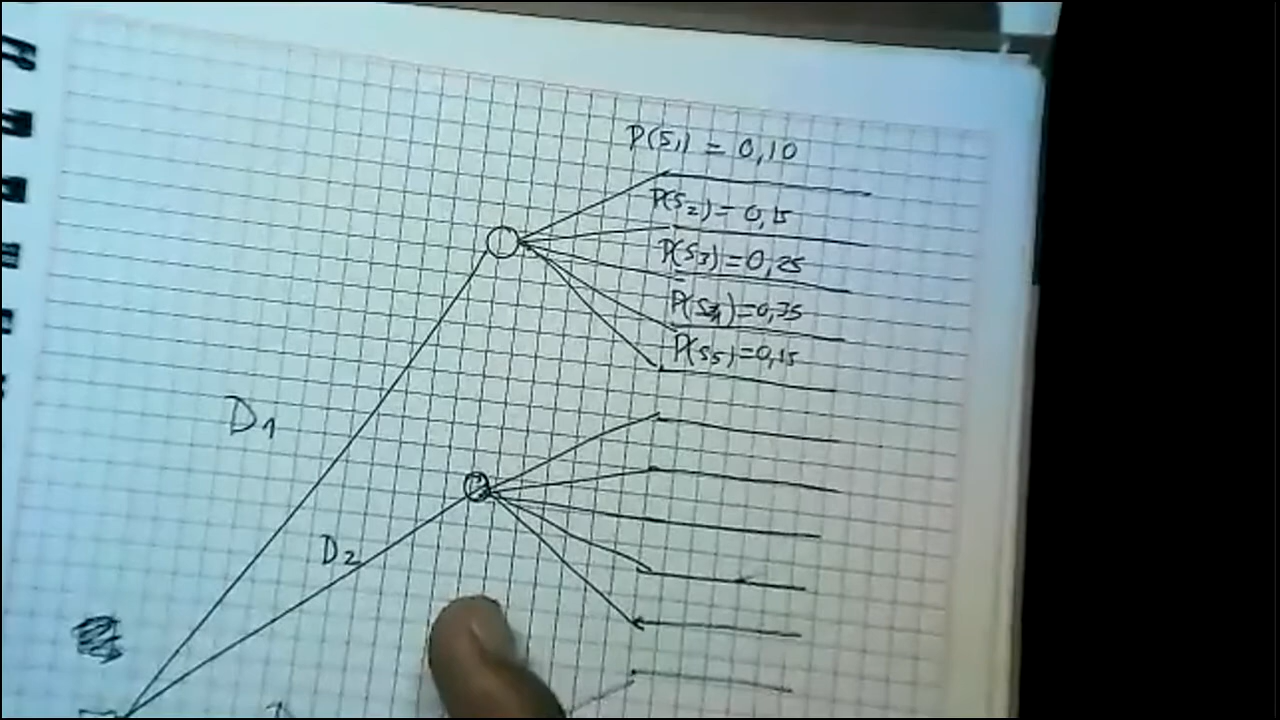 P(S1) = 0,10
P(S2) = 0,15
P(S3) = 0,25
P(S4) = 0,35
P(S5) = 0,15
D1
D2